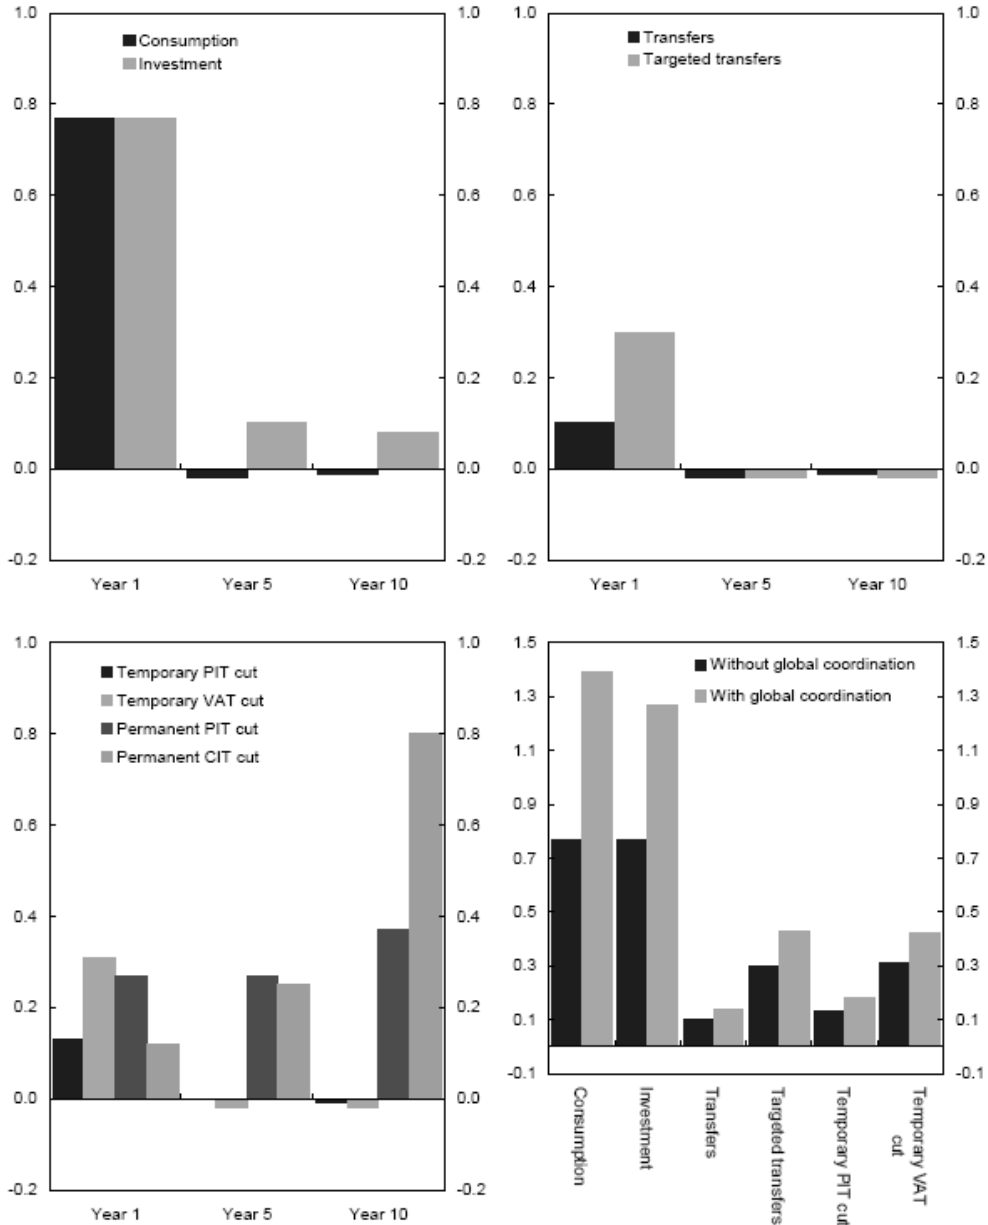 1.0 1.0
Consumption
Investment
0.8 0.8
0.6 0.6
0.4 0.4
0.2 0.2
0.0 0.0
-0.2 -0.2
Year 1 Year 5 Year 10
1.0 1.0
Transfers
Targeted transfers
0.8 0.8
0.6 0.6
0.4 0.4
0.2 0.2
0.0 0.0
-0.2 -0.2
Year 1 Year 5 Year 10
1.0 1.0
Temporary PIT cut
Temporary VAT cut
Permanent PIT cut
Permanent CIT cut
0.8 0.8
0.6 0.6
0.4 0.4
0.2 0.2
0.0 0.0
-0.2 -0.2
Year 1 Year 5 Year 10
1.5 1.5
Without global coordination
With global coordination
1.3 1.3
1.1 1.1
0.9 0.9
0.7 0.7
0.5 0.5
0.3 0.3
0.1 0.1
-0.1 -0.1
Consumption
Investment
Transfers
Targeted transfers
Temporary PIT cut
Temporary VAT
cut